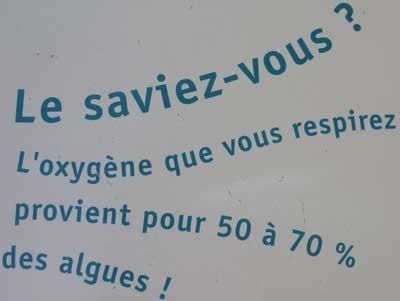 Le saviez-vous ?
L'oxygène que vous respirez
provient pour 50 à 70 %
des algues !